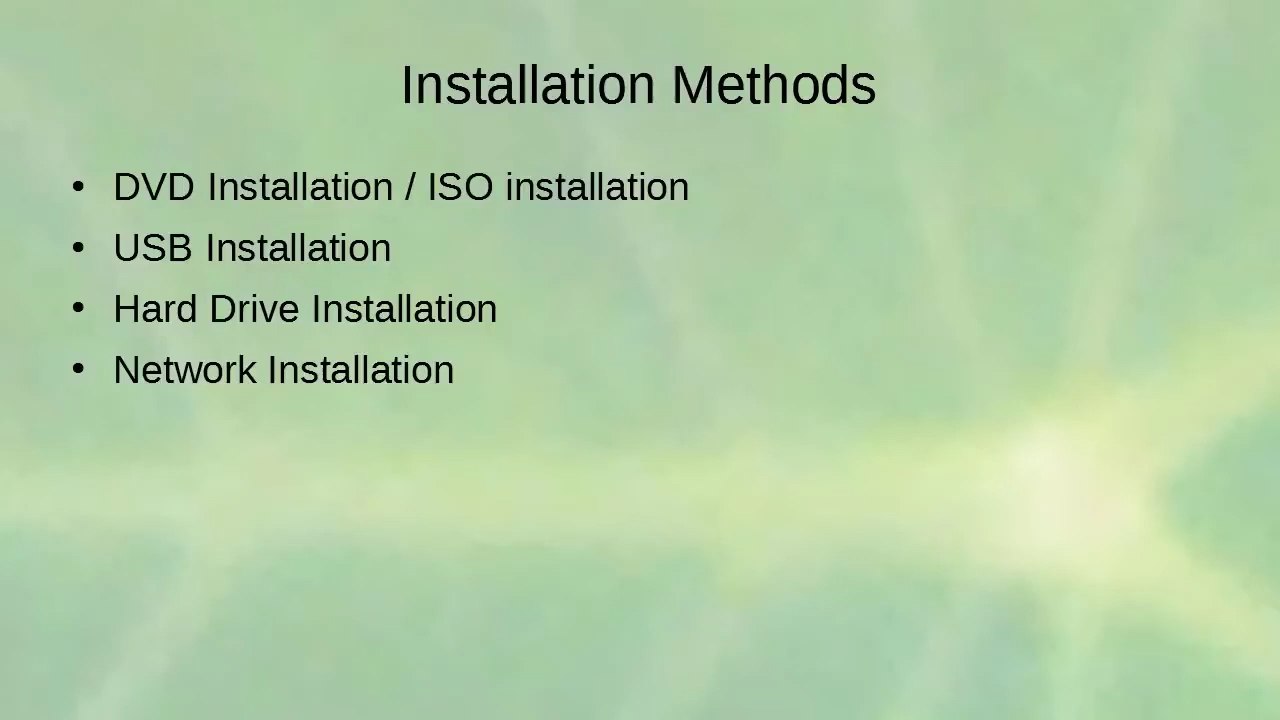 Installation Methods
• DVD Installation / ISO installation
• USB Installation
• Hard Drive Installation
• Network Installation